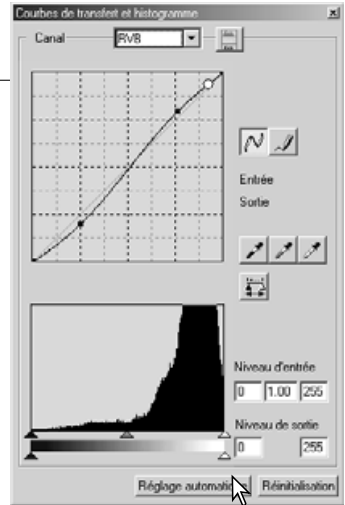 Courbes de transfert et histogramme
Canal RVB
Entrée
Sortie
Niveau d'entrée
0 1.00 255
Niveau de sortie
0 255
Réglage automatique Réinitialisation